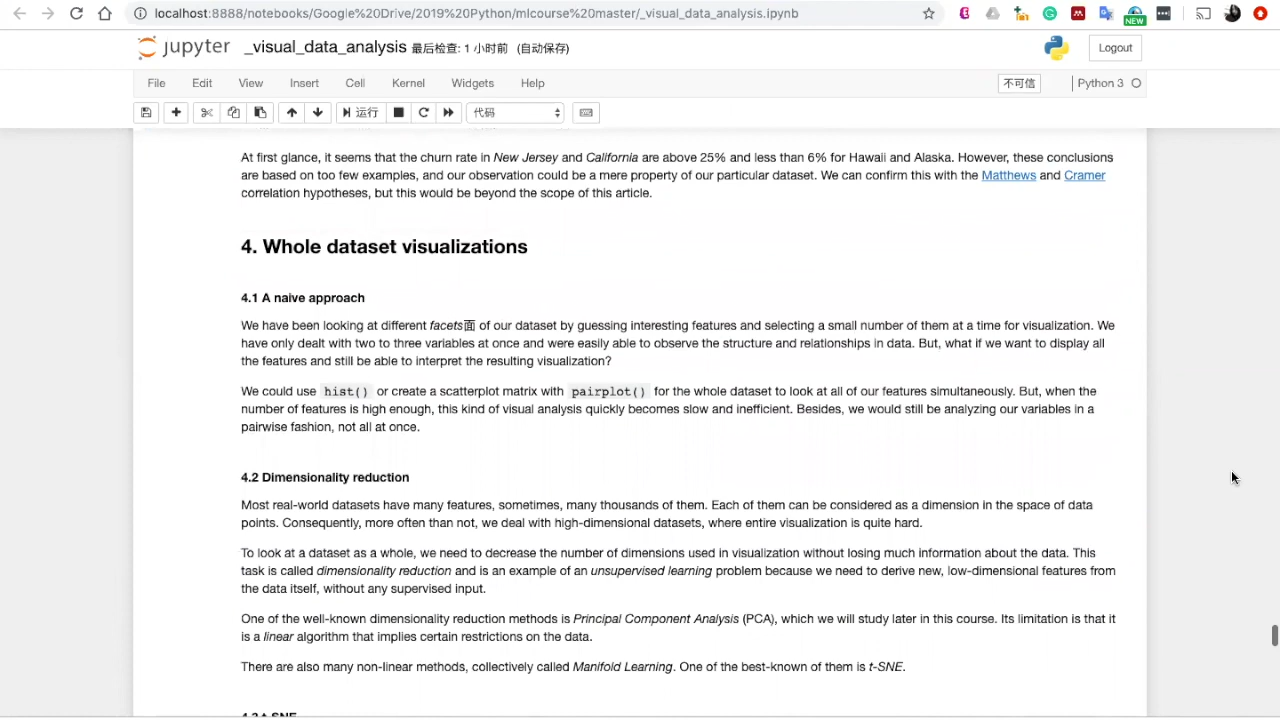 localhost:8888/notebooks/Google%20Drive/2019%20Python/mlcourse%20master/_visual_data_analysis.ipynb
NEW
jupyter _visual_data_analysis 最后检查: 1 小时前 (自动保存)
Logout
File Edit View Insert Cell Kernel Widgets Help
不可信
Python 3
运行
代码
At first glance, it seems that the churn rate in New Jersey and California are above 25% and less than 6% for Hawaii and Alaska. However, these conclusions
are based on too few examples, and our observation could be a mere property of our particular dataset. We can confirm this with the Matthews and Cramer
correlation hypotheses, but this would be beyond the scope of this article.
4. Whole dataset visualizations
4.1 A naive approach
We have been looking at different facets面 of our dataset by guessing interesting features and selecting a small number of them at a time for visualization. We
have only dealt with two to three variables at once and were easily able to observe the structure and relationships in data. But, what if we want to display all
the features and still be able to interpret the resulting visualization?
We could use hist() or create a scatterplot matrix with pairplot() for the whole dataset to look at all of our features simultaneously. But, when the
number of features is high enough, this kind of visual analysis quickly becomes slow and inefficient. Besides, we would still be analyzing our variables in a
pairwise fashion, not all at once.
4.2 Dimensionality reduction
Most real-world datasets have many features, sometimes, many thousands of them. Each of them can be considered as a dimension in the space of data
points. Consequently, more often than not, we deal with high-dimensional datasets, where entire visualization is quite hard.
To look at a dataset as a whole, we need to decrease the number of dimensions used in visualization without losing much information about the data. This
task is called dimensionality reduction and is an example of an unsupervised learning problem because we need to derive new, low-dimensional features from
the data itself, without any supervised input.
One of the well-known dimensionality reduction methods is Principal Component Analysis (PCA), which we will study later in this course. Its limitation is that it
is a linear algorithm that implies certain restrictions on the data.
There are also many non-linear methods, collectively called Manifold Learning. One of the best-known of them is t-SNE.